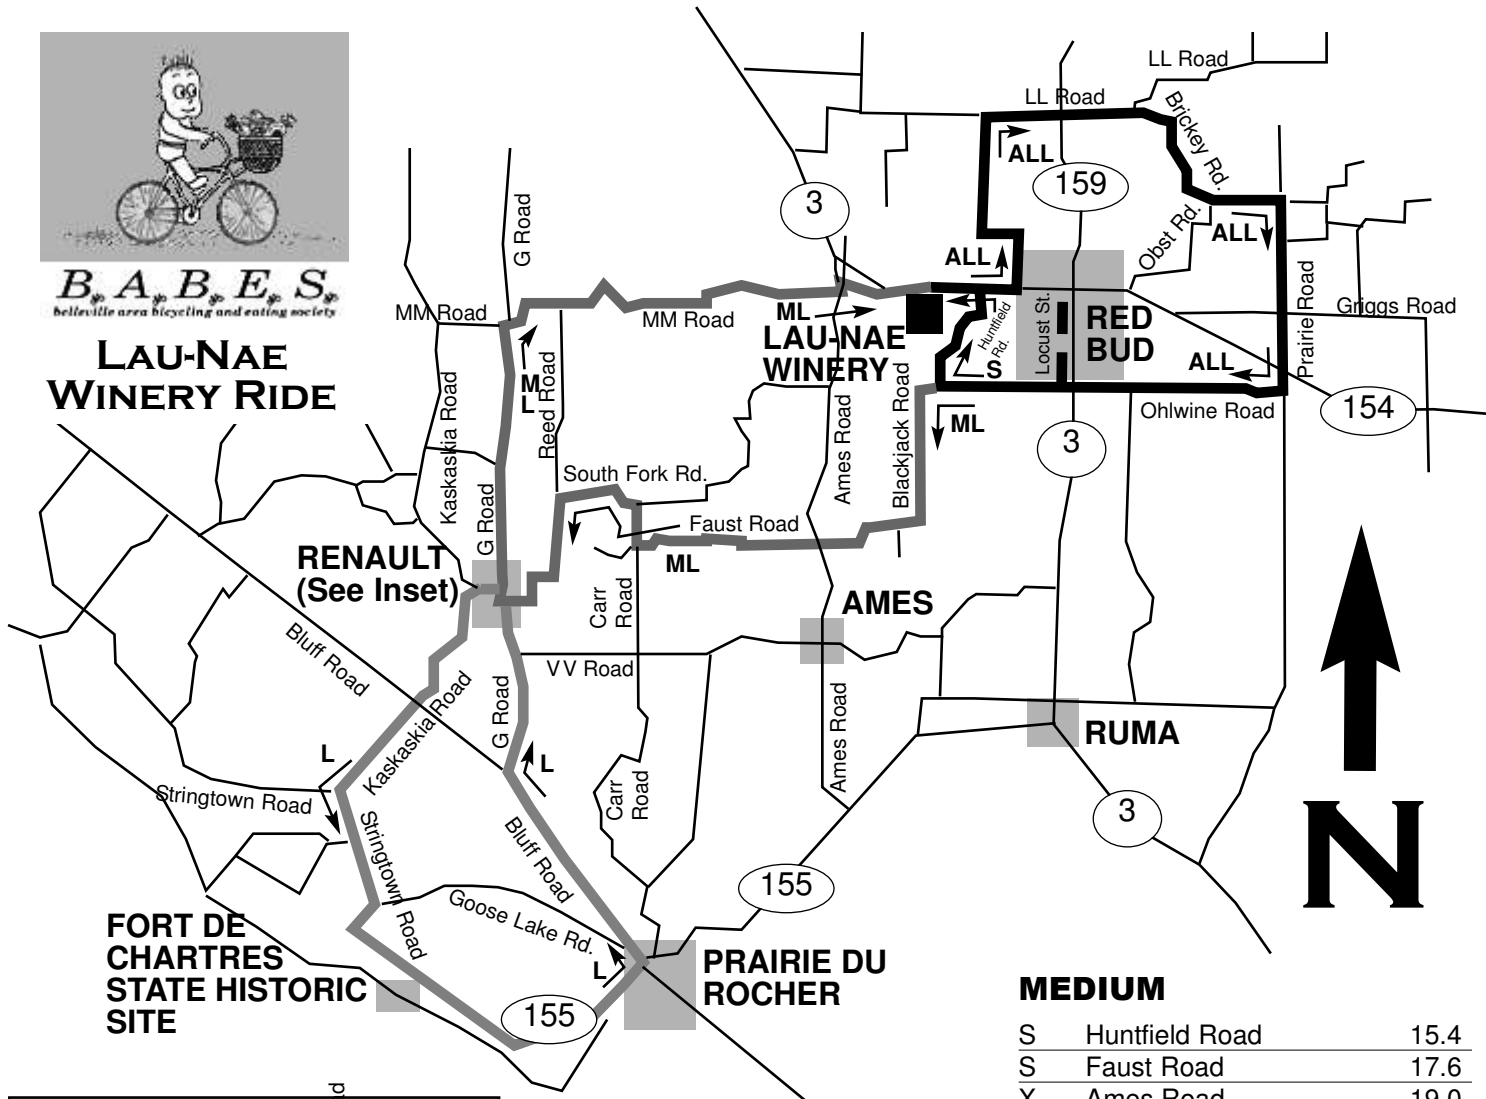 B. A. B. E. S.
belleville area bicycling and eating society
LAU-NAE
WINERY RIDE
LL Road
LL Road
Brickey Rd.
ALL
159
3
G Road
Obst Rd.
ALL
ALL
MM Road
MM Road
ML
LAU-NAE
WINERY
Huntfield
Rd.
S
Locust St.
RED
BUD
Prairie Road
Griggs Road
ALL
154
Ohlwine Road
M
L
Reed Road
Kaskaskia Road
G Road
South Fork Rd.
Faust Road
ML
Ames Road
Blackjack Road
ML
3
RENAULT
(See Inset)
Carr
Road
AMES
VV Road
Bluff Road
Kaskaskia Road
G Road
L
L
Stringtown Road
Stringtown Road
Carr
Road
Ames Road
RUMA
3
N
Bluff Road
Goose Lake Rd.
155
FORT DE
CHARTRES
STATE HISTORIC
SITE
L
155
PRAIRIE DU
ROCHER
MEDIUM
S Huntfield Road 15.4
S Faust Road 17.6
X Ames Road 19.0